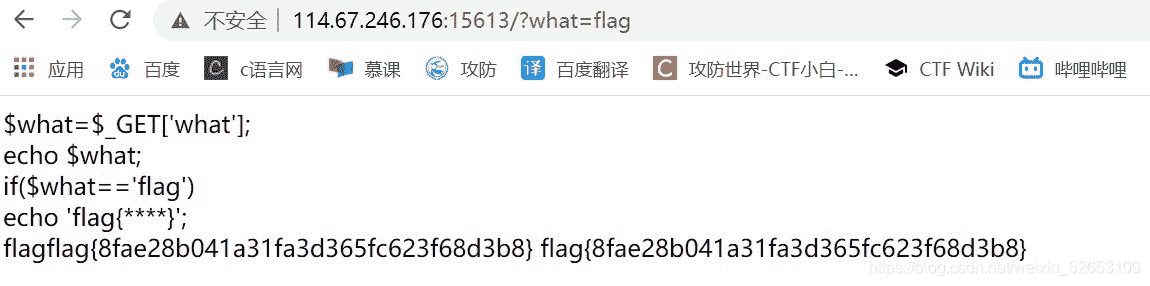 不安全 114.67.246.176:15613/?what=flag
应用 百度 c语言网 慕课 攻防 译 百度翻译 C 攻防世界-CTF小白-... CTF Wiki 哔哩哔哩
$what=$_GET['what'];
echo $what;
if($what=='flag')
echo 'flag{****}';
flagflag{8fae28b041a31fa3d365fc623f68d3b8} flag{8fae28b041a31fa3d365fc623f68d3b8}
https://blog.csdn.net/weixin_52653109